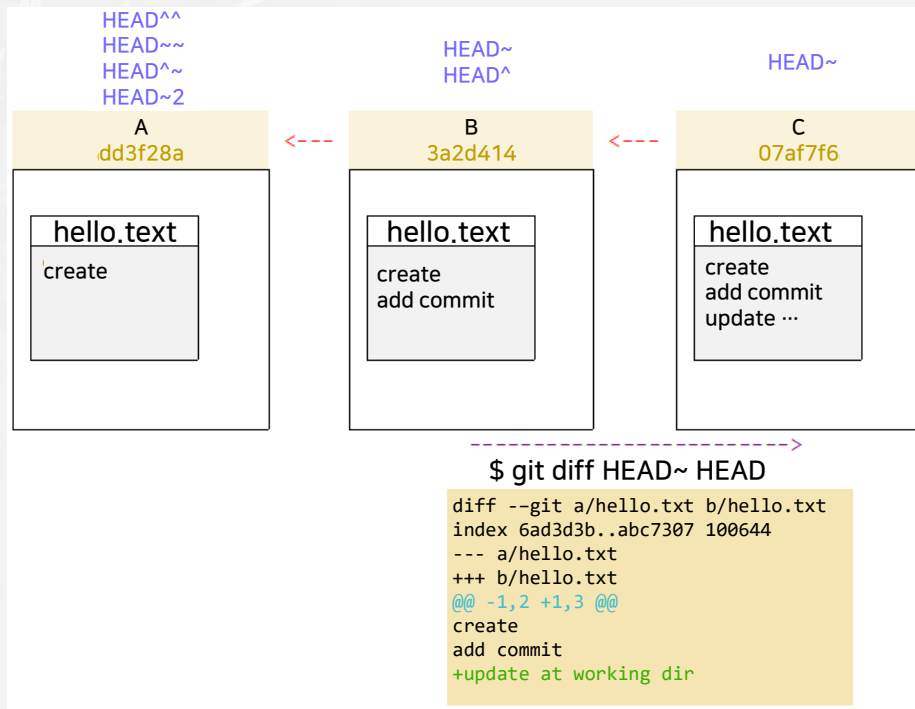 HEAD^^
HEAD~~
HEAD^~
HEAD~2
HEAD~
HEAD^
HEAD~
A
dd3f28a
<---
B
3a2d414
<---
C
07af7f6
hello.text
create
hello.text
create
add commit
hello.text
create
add commit
update ···
------------------------->
$ git diff HEAD~ HEAD
diff --git a/hello.txt b/hello.txt
index 6ad3d3b..abc7307 100644
--- a/hello.txt
+++ b/hello.txt
@@ -1,2 +1,3 @@
create
add commit
+update at working dir